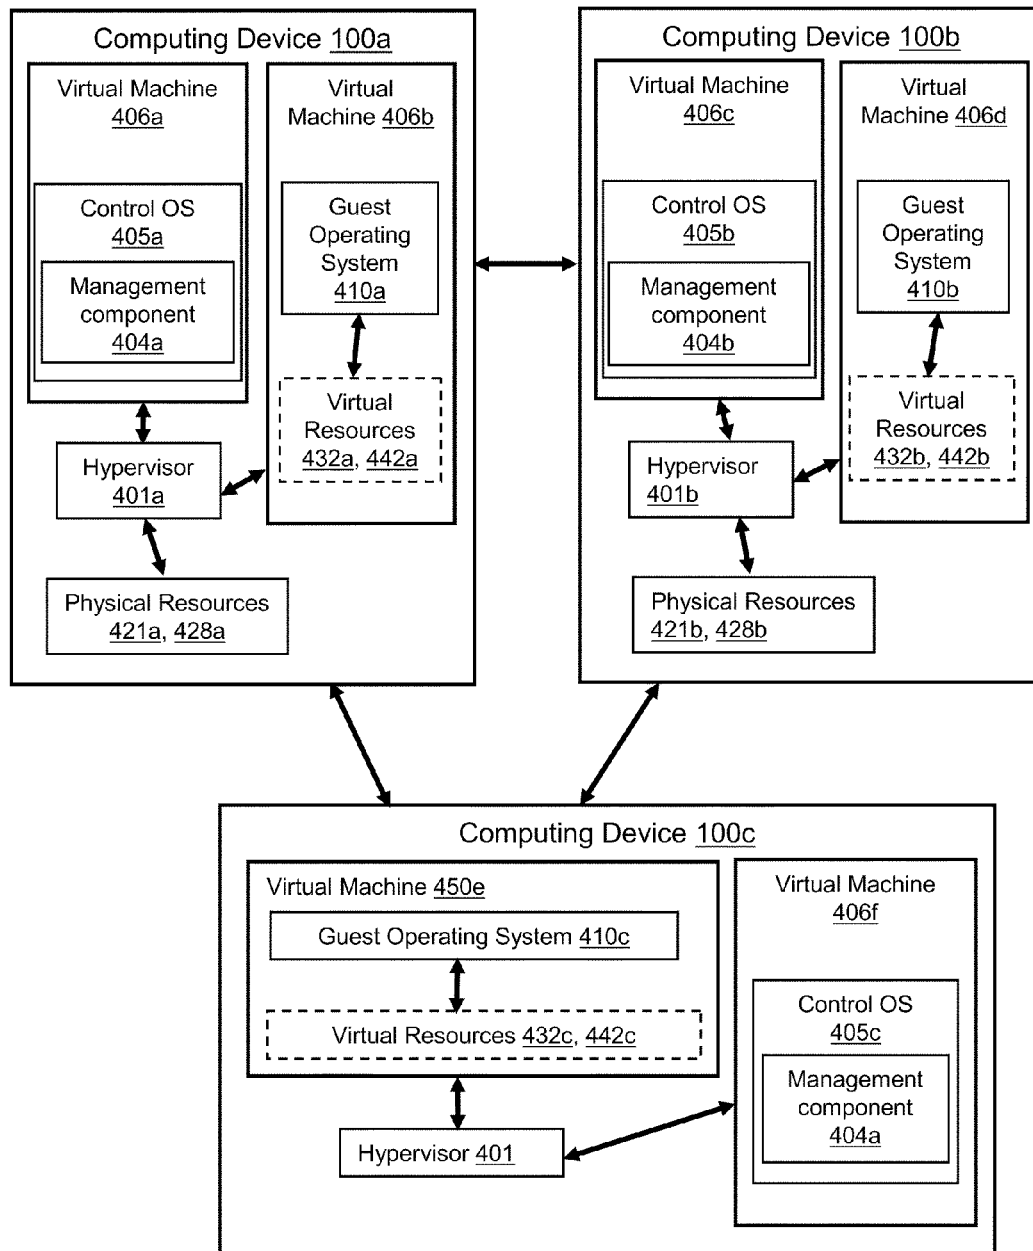 Computing Device 100a
Virtual Machine
406a
Control OS
405a
Management
component
404a
Virtual
Machine 406b
Guest
Operating
System
410a
Virtual
Resources
432a, 442a
Hypervisor
401a
Physical Resources
421a, 428a
Computing Device 100b
Virtual Machine
406c
Control OS
405b
Management
component
404b
Virtual
Machine 406d
Guest
Operating
System
410b
Virtual
Resources
432b, 442b
Hypervisor
401b
Physical Resources
421b, 428b
Computing Device 100c
Virtual Machine 450e
Guest Operating System 410c
Virtual Resources 432c, 442c
Hypervisor 401
Virtual Machine
406f
Control OS
405c
Management
component
404a